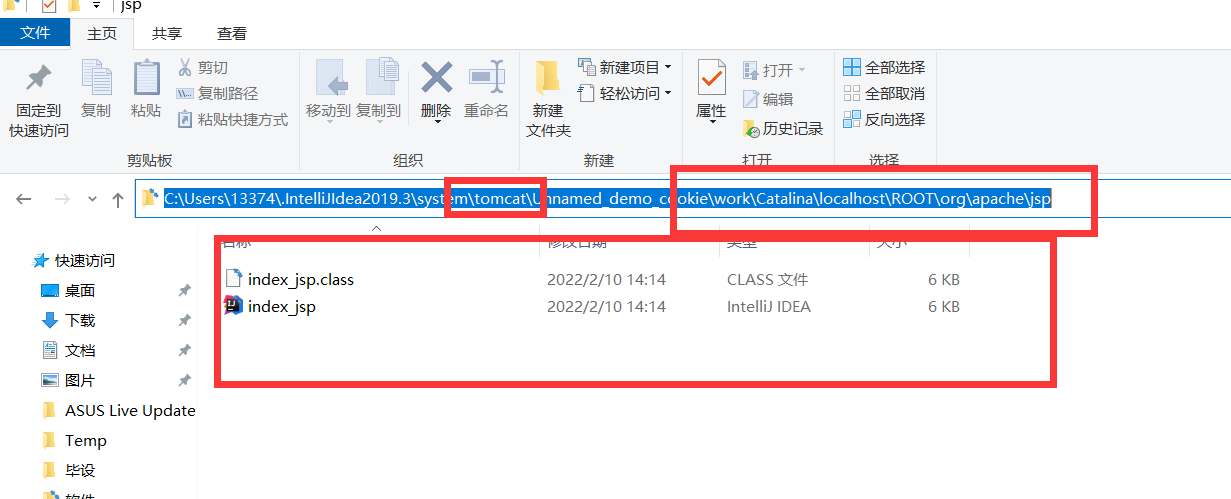 jsp
文件 主页 共享 查看
固定到
快速访问
复制
粘贴
剪切
复制路径
粘贴快捷方式
剪贴板
移动到
复制到
删除
重命名
组织
新建
文件夹
新建项目
轻松访问
新建
属性
打开
编辑
历史记录
打开
全部选择
全部取消
反向选择
选择
C:\Users\13374\.IntelliJIdea2019.3\system\tomcat\Unnamed_demo_cookie\work\Catalina\localhost\ROOT\org\apache\jsp
名称 修改日期 类型 大小
index_jsp.class 2022/2/10 14:14 CLASS 文件 6 KB
index_jsp 2022/2/10 14:14 IntelliJ IDEA 6 KB
快速访问
桌面
下载
文档
图片
ASUS Live Update
Temp
毕设
软件